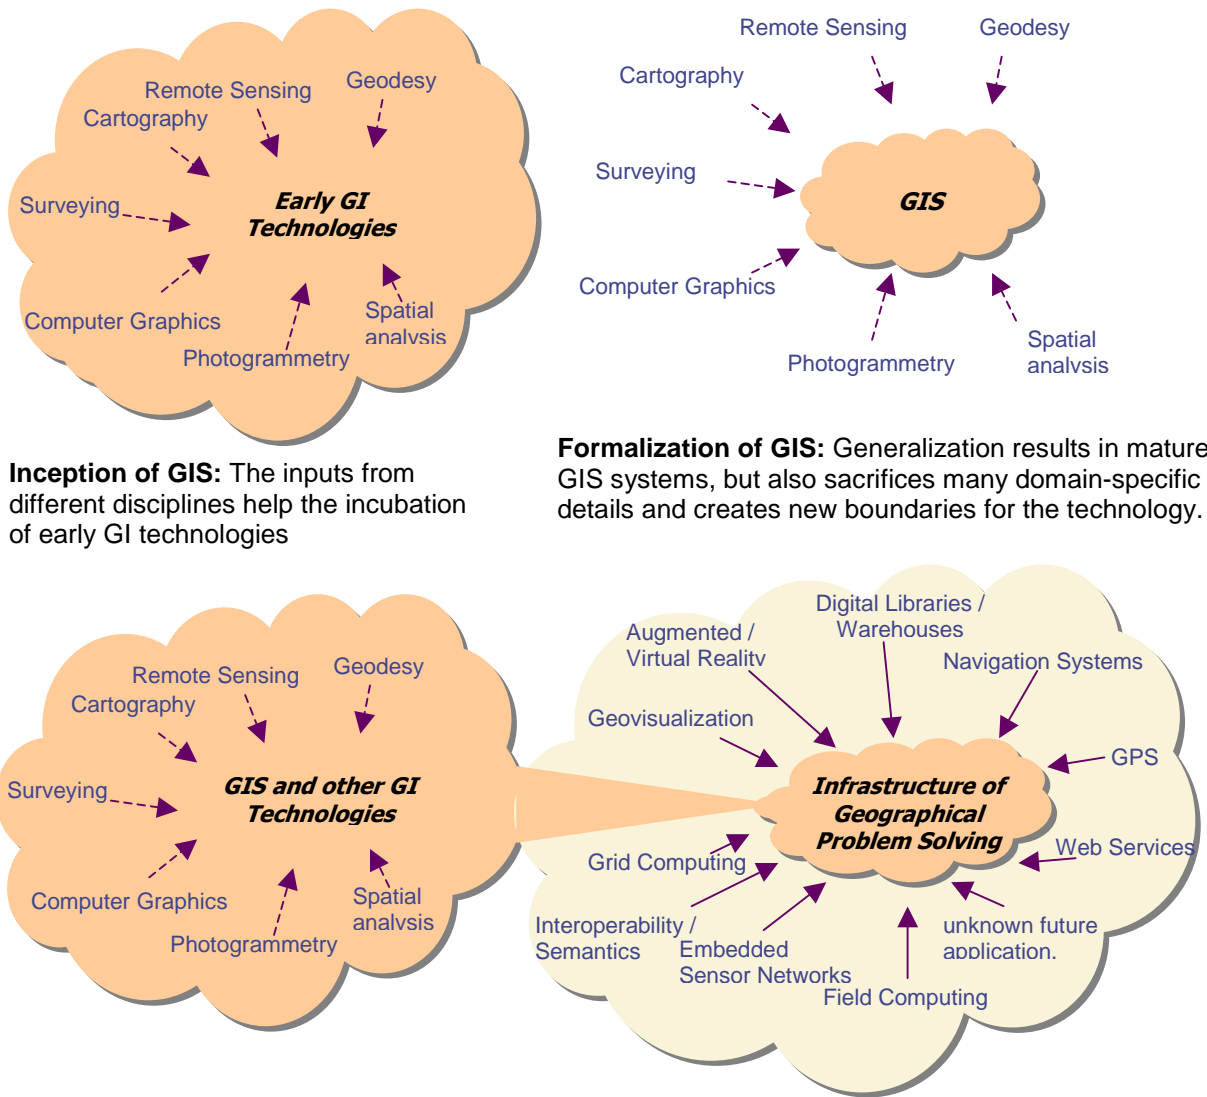 Remote Sensing
Geodesy
Cartography
Surveying
Early GI
Technologies
Computer Graphics
Photogrammetry
Spatial
analysis
Remote Sensing
Geodesy
Cartography
Surveying
GIS
Computer Graphics
Photogrammetry
Spatial
analysis
Inception of GIS: The inputs from
different disciplines help the incubation
of early GI technologies
Formalization of GIS: Generalization results in mature
GIS systems, but also sacrifices many domain-specific
details and creates new boundaries for the technology.
Remote Sensing
Geodesy
Cartography
Surveying
GIS and other GI
Technologies
Computer Graphics
Photogrammetry
Spatial
analysis
Digital Libraries /
Warehouses
Augmented /
Virtual Reality
Navigation Systems
Geovisualization
GPS
Infrastructure of
Geographical
Problem Solving
Web Services
Grid Computing
Interoperability /
Semantics
Embedded
Sensor Networks
Field Computing
unknown future
application.